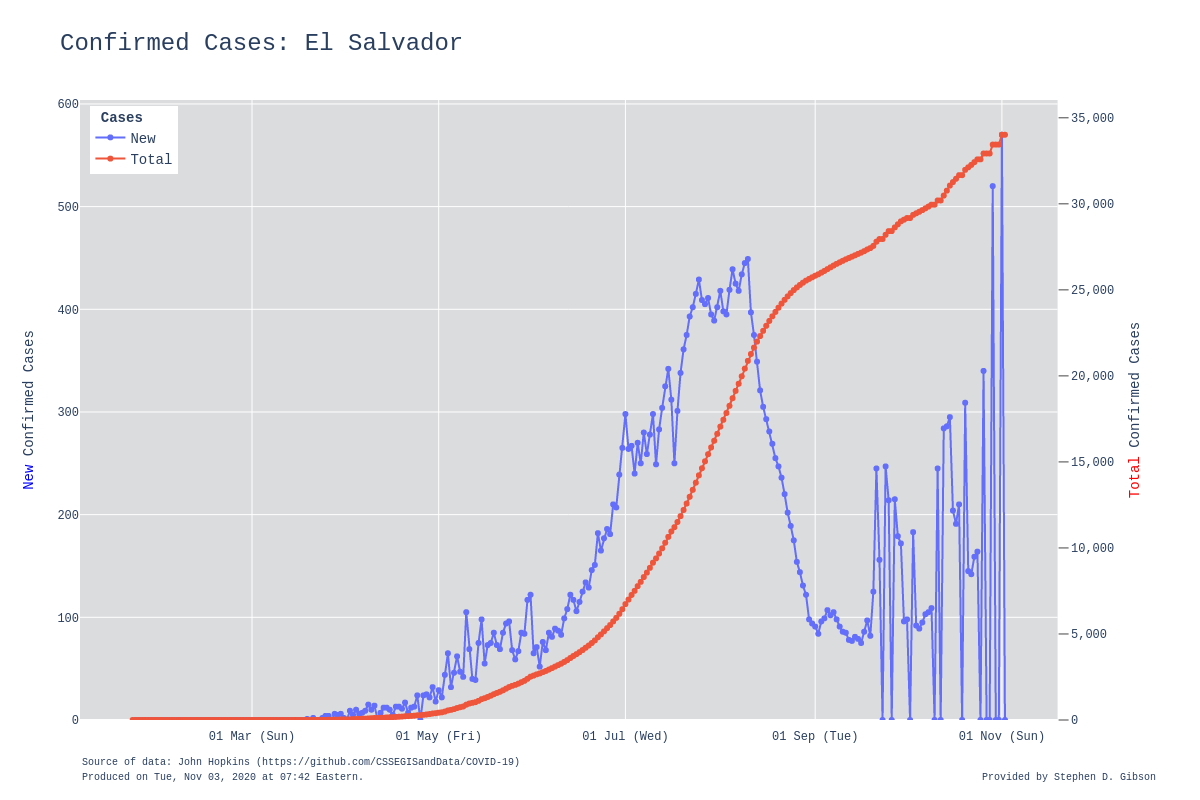 Confirmed Cases: El Salvador
Cases
New
Total
600
500
400
300
200
100
0
35,000
30,000
25,000
20,000
15,000
10,000
5,000
0
New Confirmed Cases
Total Confirmed Cases
01 Mar (Sun)
01 May (Fri)
01 Jul (Wed)
01 Sep (Tue)
01 Nov (Sun)
Source of data: John Hopkins (https://github.com/CSSEGISandData/COVID-19)
Produced on Tue, Nov 03, 2020 at 07:42 Eastern.
Provided by Stephen D. Gibson